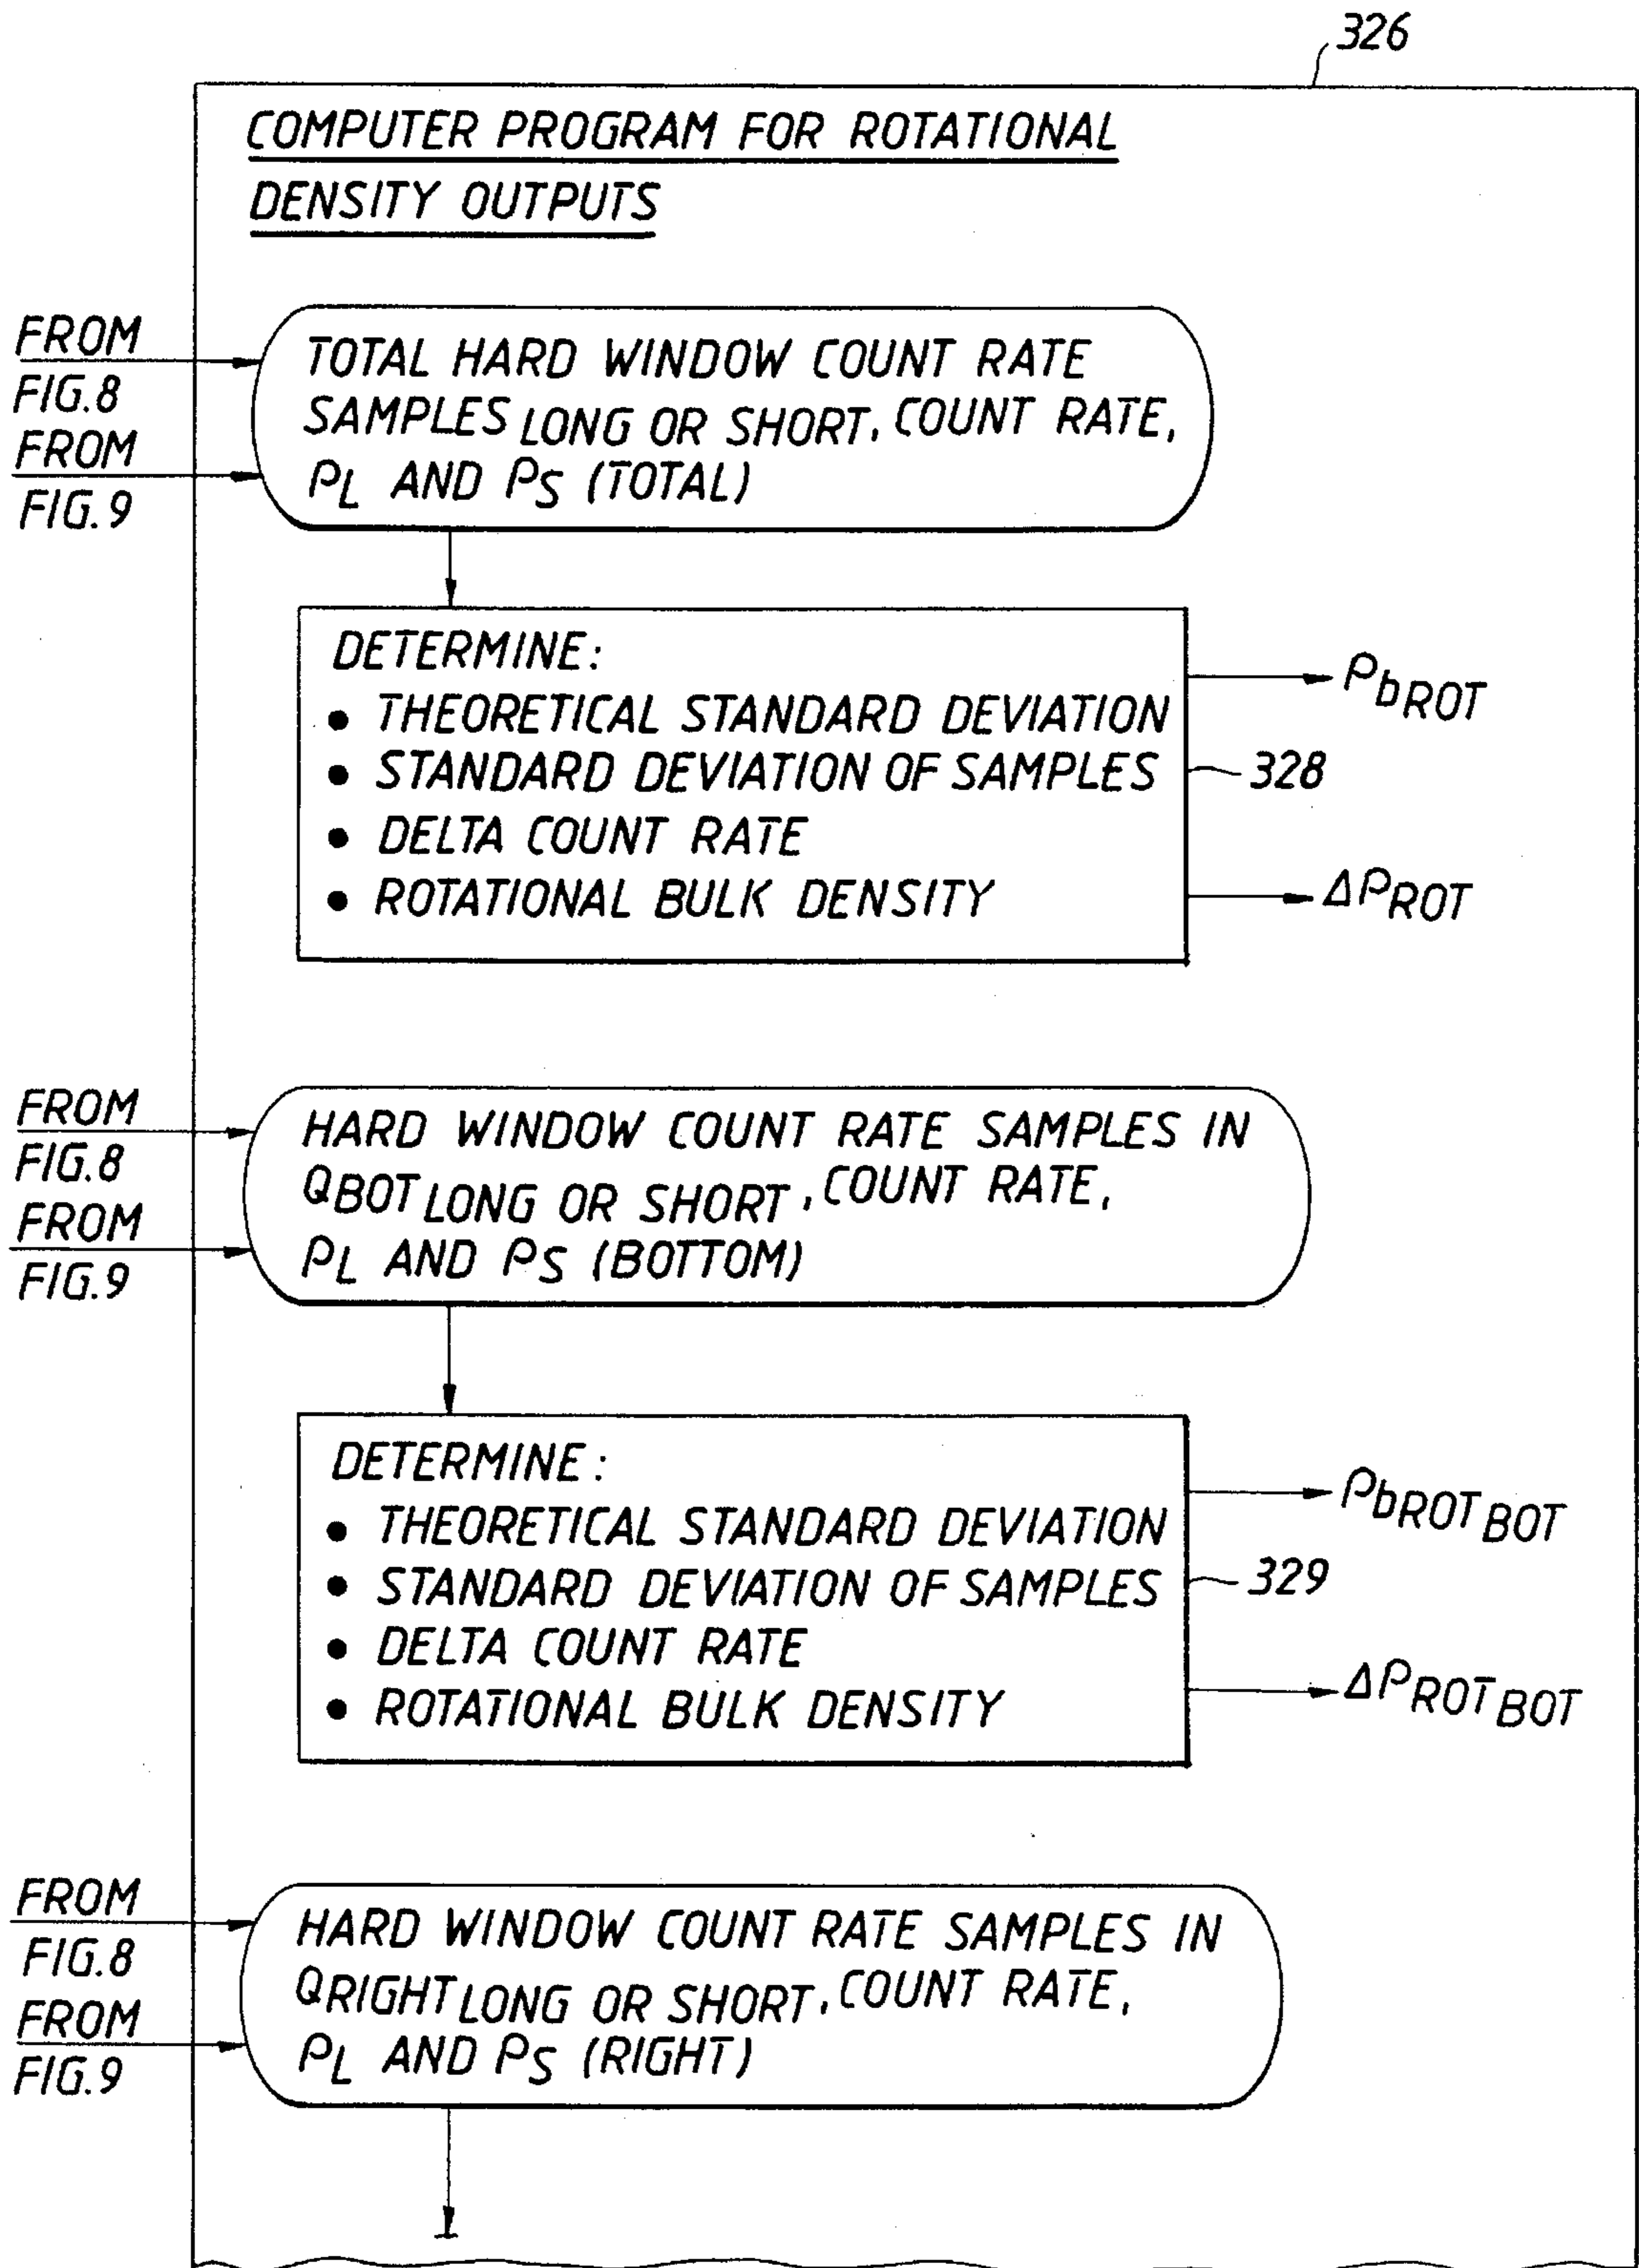 326
COMPUTER PROGRAM FOR ROTATIONAL
DENSITY OUTPUTS
FROM
FIG.8
FROM
FIG.9
TOTAL HARD WINDOW COUNT RATE
SAMPLES LONG OR SHORT, COUNT RATE,
ρL AND ρS (TOTAL)
DETERMINE:
• THEORETICAL STANDARD DEVIATION
• STANDARD DEVIATION OF SAMPLES
• DELTA COUNT RATE
• ROTATIONAL BULK DENSITY
ρbROT
328
ΔρROT
FROM
FIG.8
FROM
FIG.9
HARD WINDOW COUNT RATE SAMPLES IN
QBOT LONG OR SHORT, COUNT RATE,
ρL AND ρS (BOTTOM)
DETERMINE:
• THEORETICAL STANDARD DEVIATION
• STANDARD DEVIATION OF SAMPLES
• DELTA COUNT RATE
• ROTATIONAL BULK DENSITY
ρbROT BOT
329
ΔρROT BOT
FROM
FIG.8
FROM
FIG.9
HARD WINDOW COUNT RATE SAMPLES IN
QRIGHT LONG OR SHORT, COUNT RATE,
ρL AND ρS (RIGHT)